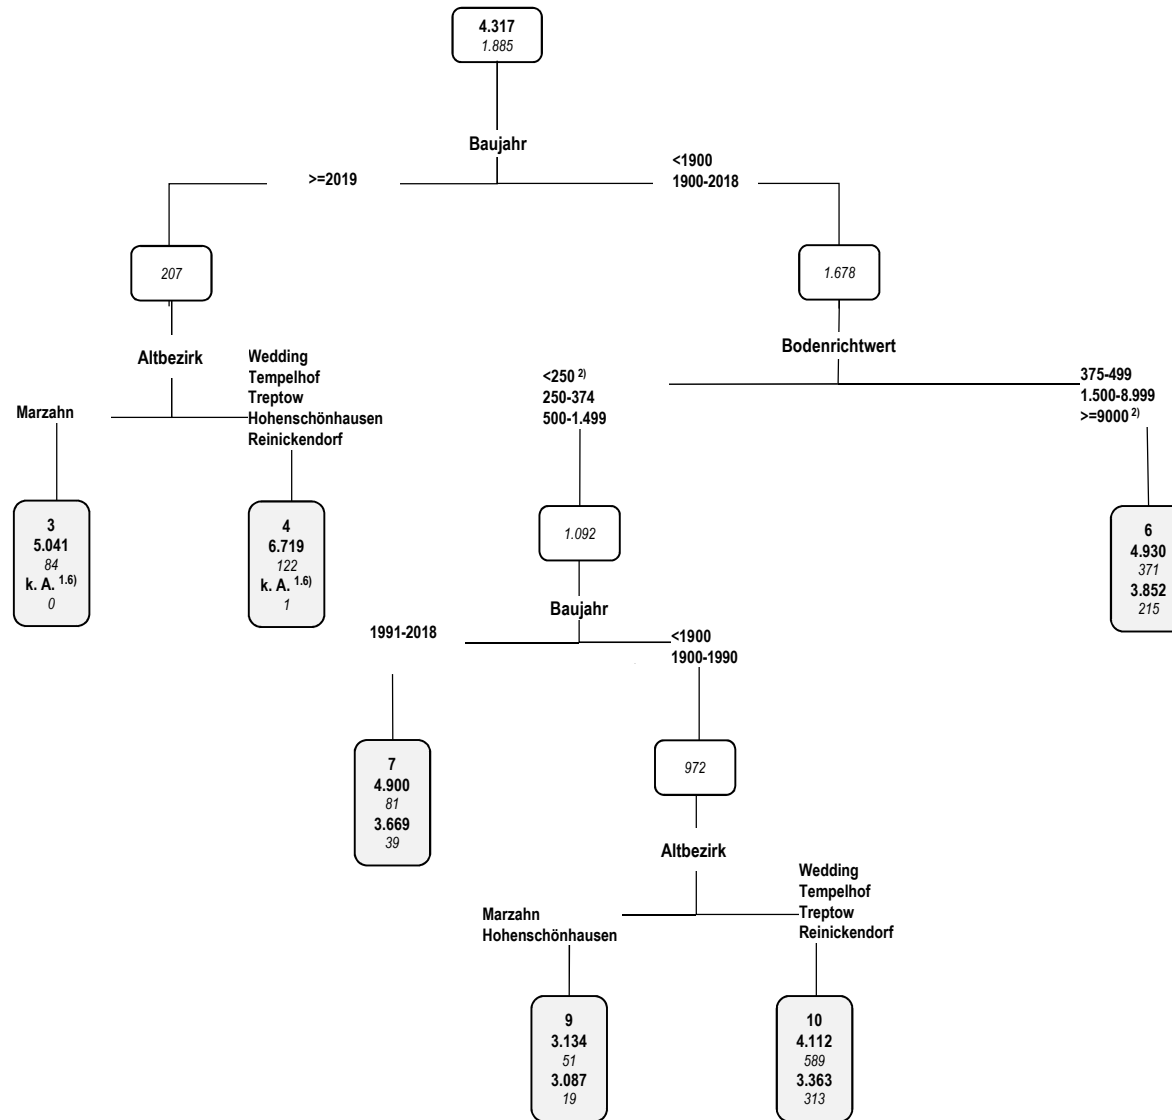 4.317
1.885
Baujahr
>=2019
<1900
1900-2018
207
1.678
Altbezirk
Bodenrichtwert
Marzahn
Wedding
Tempelhof
Treptow
Hohenschönhausen
Reinickendorf
<250 2)
250-374
500-1.499
375-499
1.500-8.999
>=9000 2)
3
5.041
84
k. A. 1.6)
0
4
6.719
122
k. A. 1.6)
1
1.092
6
4.930
371
3.852
215
Baujahr
1991-2018
<1900
1900-1990
7
4.900
81
3.669
39
972
Altbezirk
Marzahn
Hohenschönhausen
Wedding
Tempelhof
Treptow
Reinickendorf
9
3.134
51
3.087
19
10
4.112
589
3.363
313